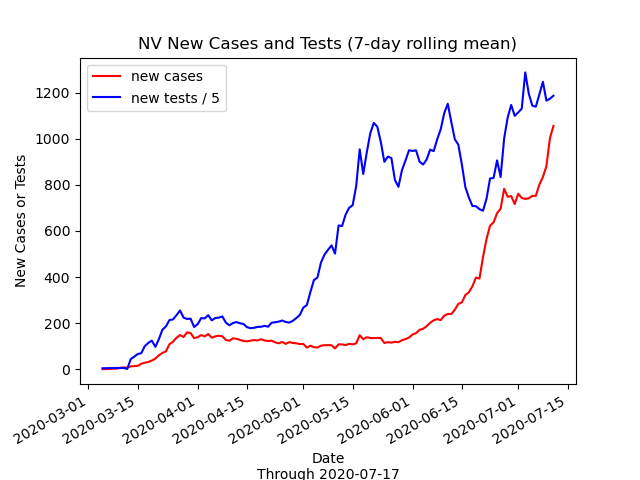 NV New Cases and Tests (7-day rolling mean)
new cases
new tests / 5
1200
1000
800
600
400
200
0
New Cases or Tests
2020-03-01
2020-03-15
2020-04-01
2020-04-15
2020-05-01
2020-05-15
2020-06-01
2020-06-15
2020-07-01
2020-07-15
Date
Through 2020-07-17